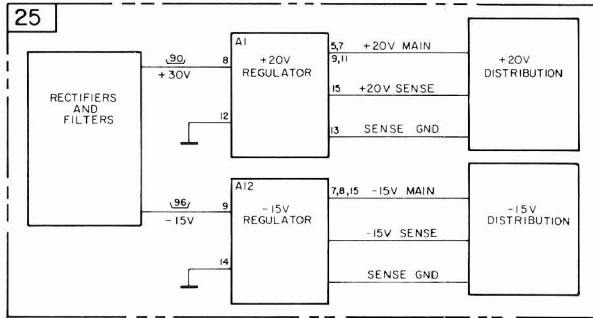 25
RECTIFIERS
AND
FILTERS
90
+30V
8
12
A1
+20V
REGULATOR
5,7 +20V MAIN
9,11
15 +20V SENSE
13 SENSE GND
+20V
DISTRIBUTION
96
-15V
9
14
A12
-15V
REGULATOR
7,8,15 -15V MAIN
-15V SENSE
SENSE GND
-15V
DISTRIBUTION